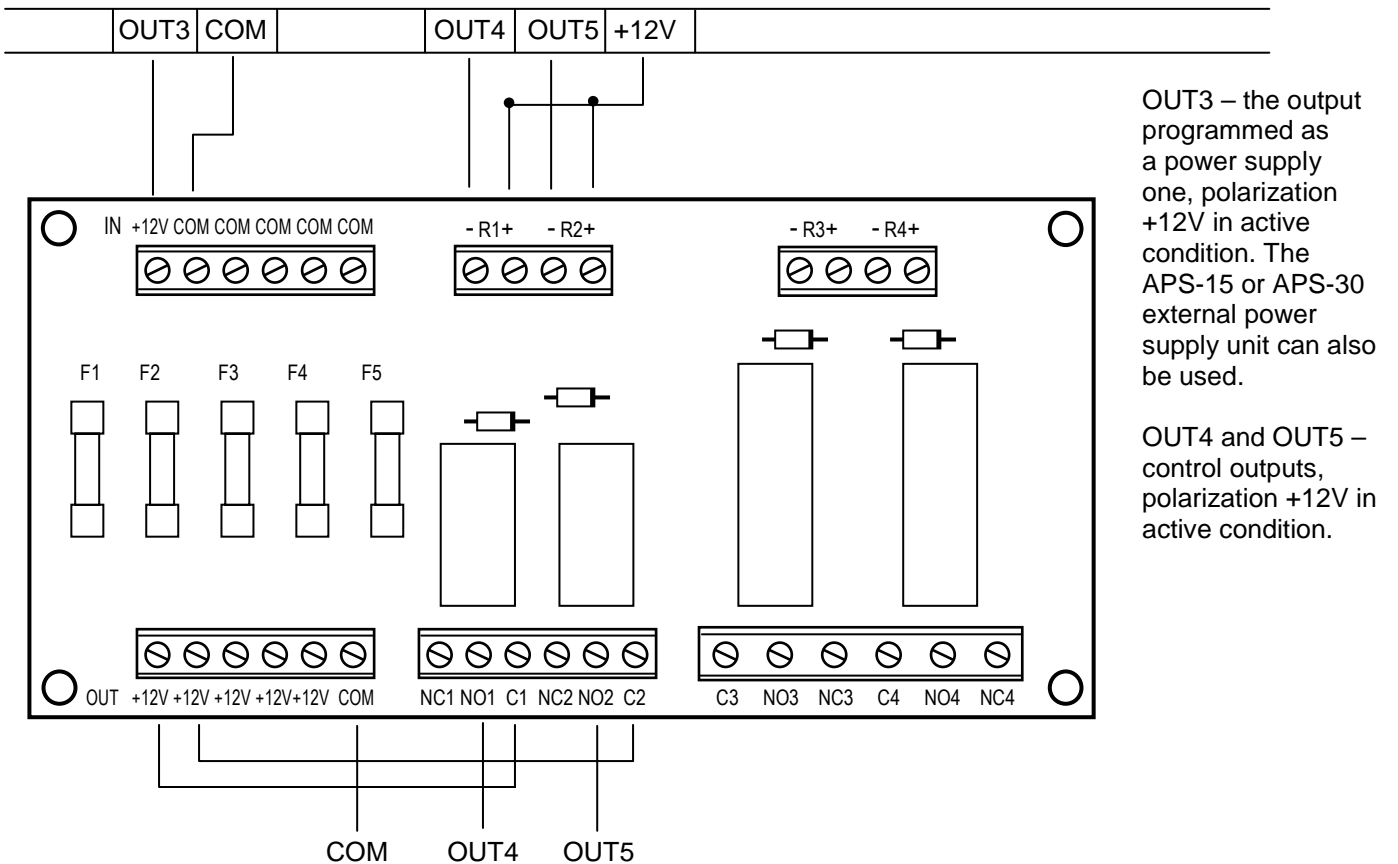 OUT3 COM OUT4 OUT5 +12V
OUT3 – the output
programmed as
a power supply
one, polarization
+12V in active
condition. The
APS-15 or APS-30
external power
supply unit can also
be used.
OUT4 and OUT5 –
control outputs,
polarization +12V in
active condition.
IN +12V COM COM COM COM COM
- R1+ - R2+
- R3+ - R4+
F1 F2 F3 F4 F5
OUT +12V +12V +12V +12V +12V COM
NC1 NO1 C1 NC2 NO2 C2
C3 NO3 NC3 C4 NO4 NC4
COM OUT4 OUT5